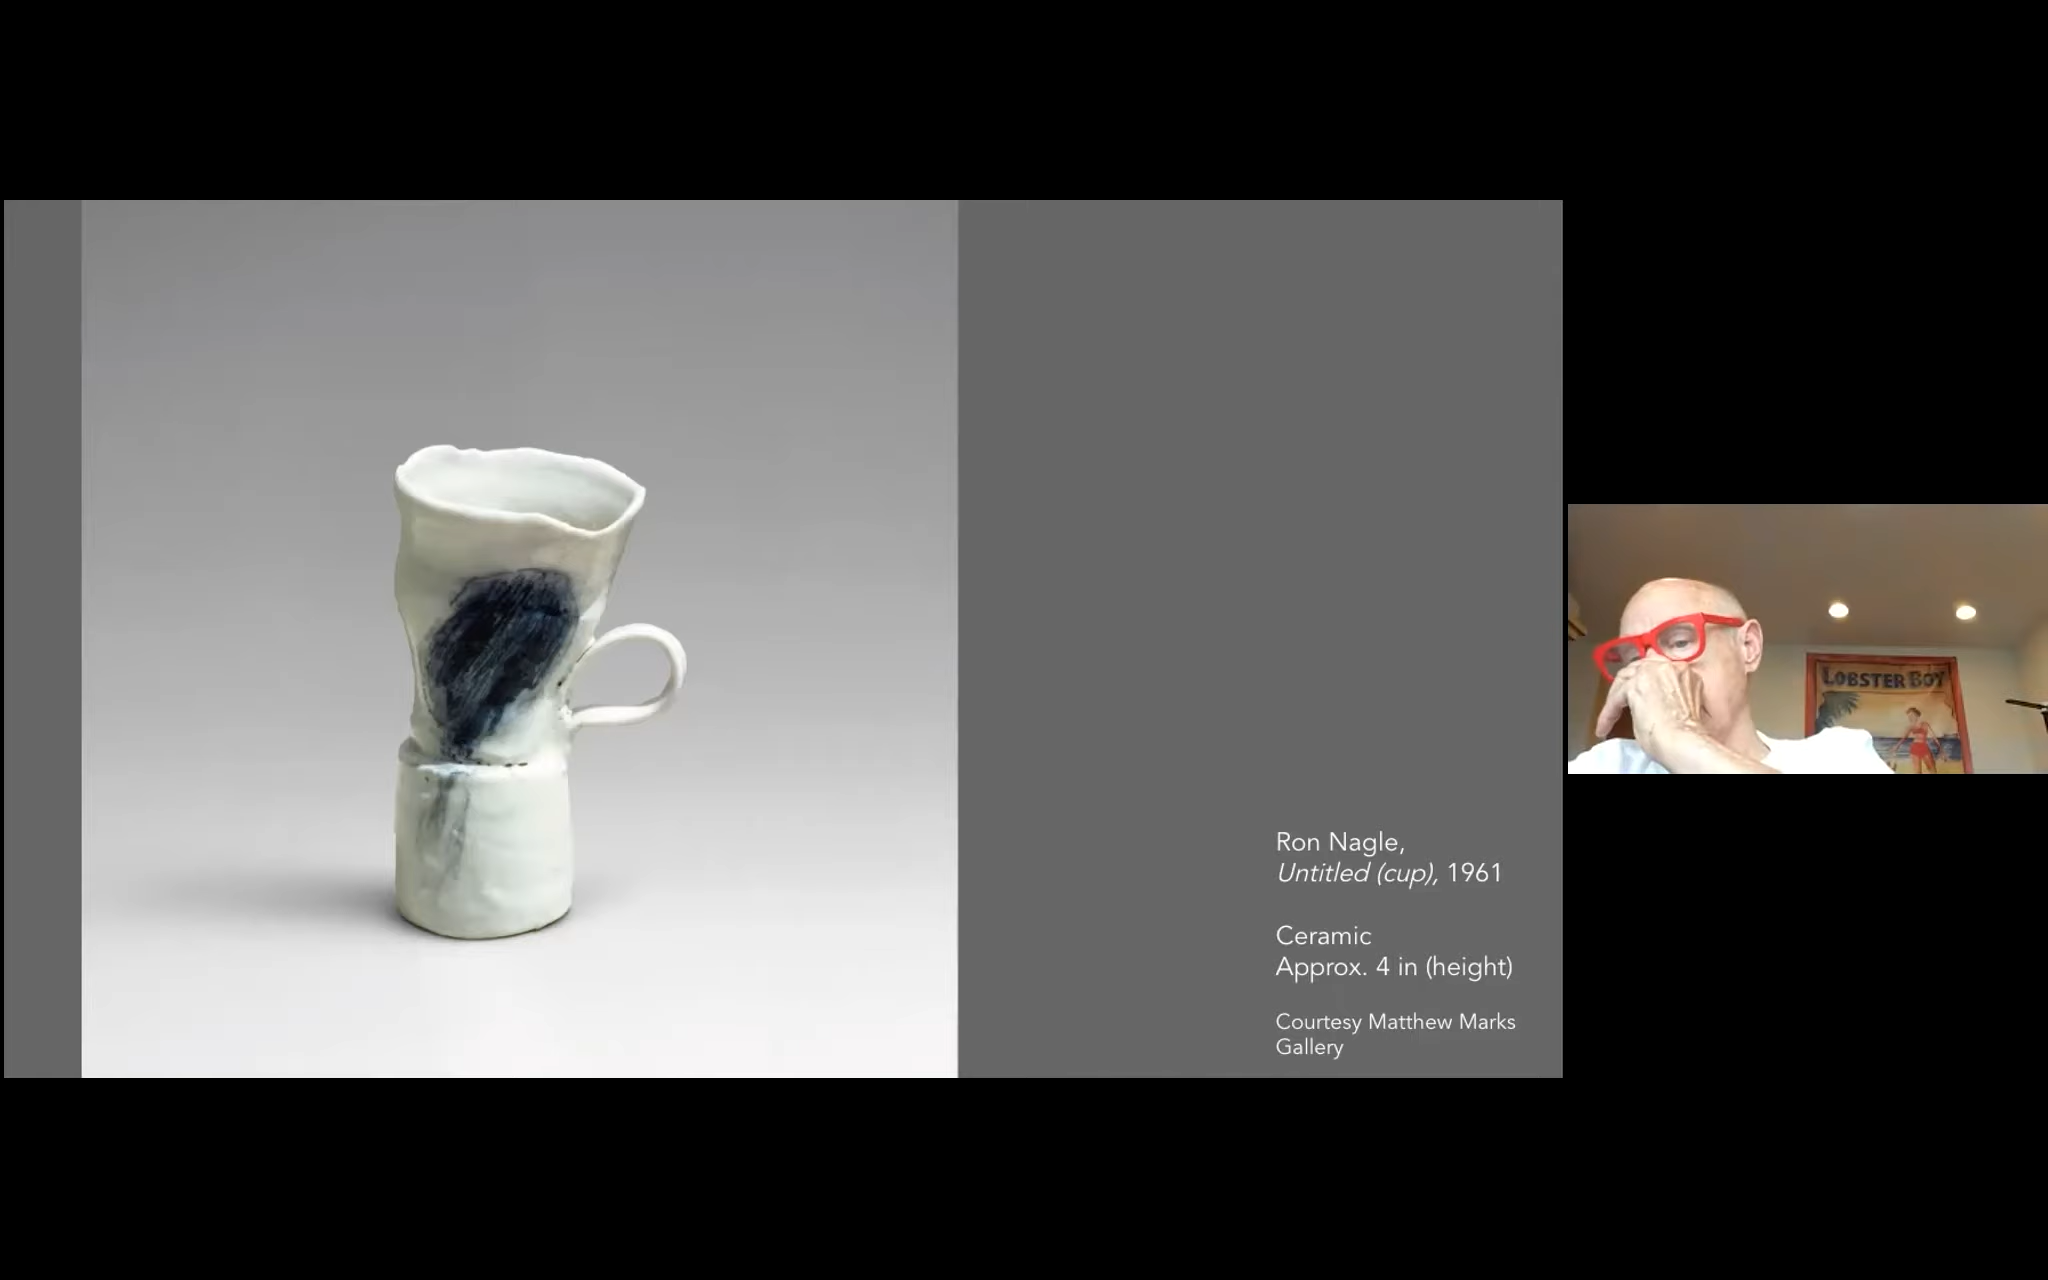 Ron Nagle,
Untitled (cup), 1961
Ceramic
Approx. 4 in (height)
Courtesy Matthew Marks
Gallery
LOBSTER BOY